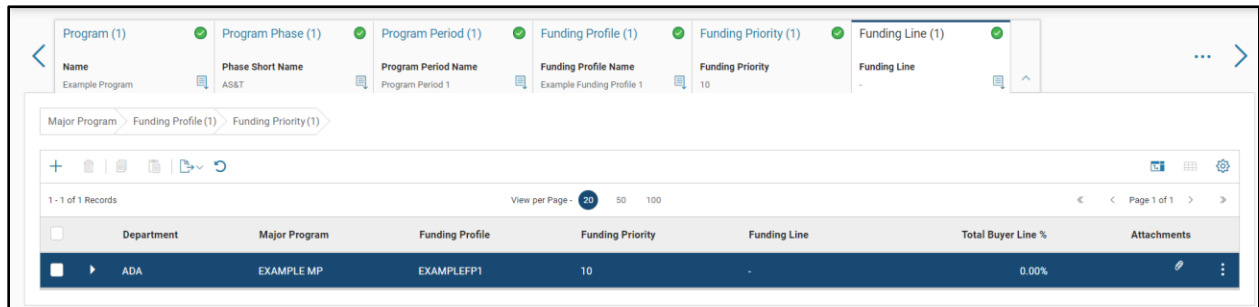 Program (1) Program Phase (1) Program Period (1) Funding Profile (1) Funding Priority (1) Funding Line (1)
Name Phase Short Name Program Period Name Funding Profile Name Funding Priority Funding Line
Example Program AS&T Program Period 1 Example Funding Profile 1 10 -
Major Program Funding Profile (1) Funding Priority (1)
1 - 1 of 1 Records View per Page - 20 50 100 Page 1 of 1
Department Major Program Funding Profile Funding Priority Funding Line Total Buyer Line % Attachments
ADA EXAMPLE MP EXAMPLEFP1 10 - 0.00%